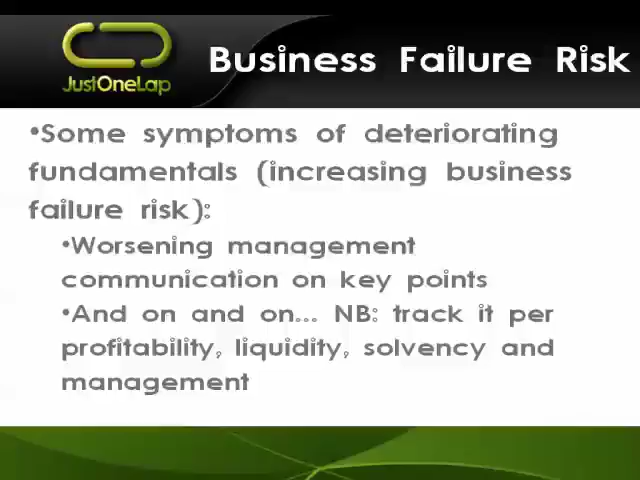 JustOneLap
Business Failure Risk
•Some symptoms of deteriorating
fundamentals (increasing business
failure risk):
•Worsening management
communication on key points
•And on and on... NB: track it per
profitability, liquidity, solvency and
management